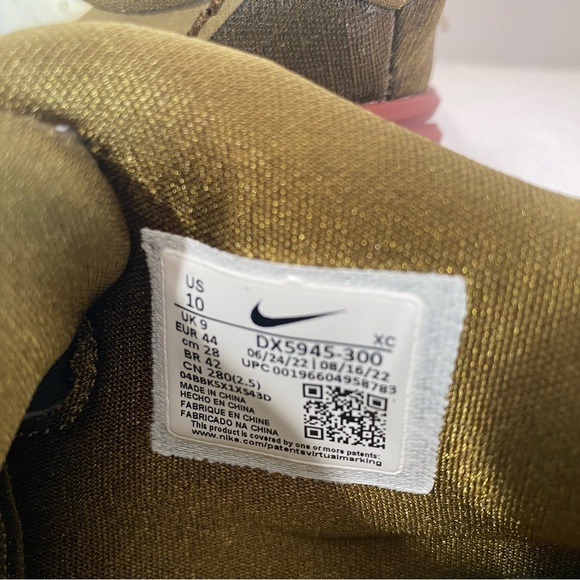 US
10
UK 9
EUR 44
cm 28
BR 42
CN 280(2.5)
04BBK5X1XS43D
MADE IN CHINA
HECHO EN CHINA
FABRIQUE EN CHINE
FABRICADO NA CHINA
This product is covered by one or more patents:
www.nike.com/patentsvirtualmarking
XC
DX5945-300
06/24/22 | 08/16/22
UPC 00196604958783